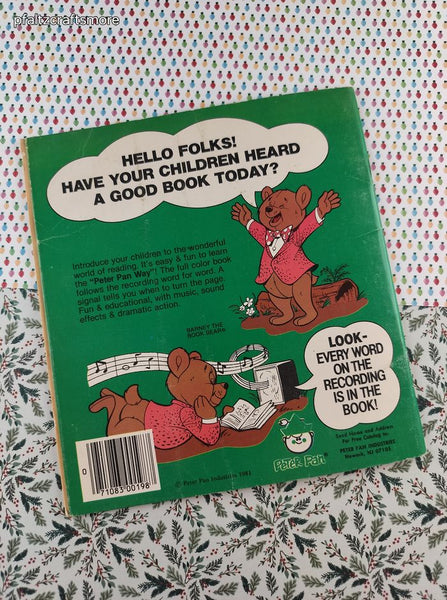 pfaltzcraftsmore
HELLO FOLKS!
HAVE YOUR CHILDREN HEARD
A GOOD BOOK TODAY?
Introduce your children to the wonderful
world of reading. It's easy & fun to learn
the "Peter Pan Way"! The full color book
follows the recording word for word. A
signal tells you when to turn the page.
Fun & educational, with music, sound
effects & dramatic action.
BARNEY THE
BOOK BEAR®
LOOK-
EVERY WORD
ON THE
RECORDING
IS IN THE
BOOK!
Peter Pan®
Send Name and Address
For Free Catalog to:
PETER PAN INDUSTRIES
Newark, NJ 07105
0 71083 00198
© Peter Pan Industries 1981